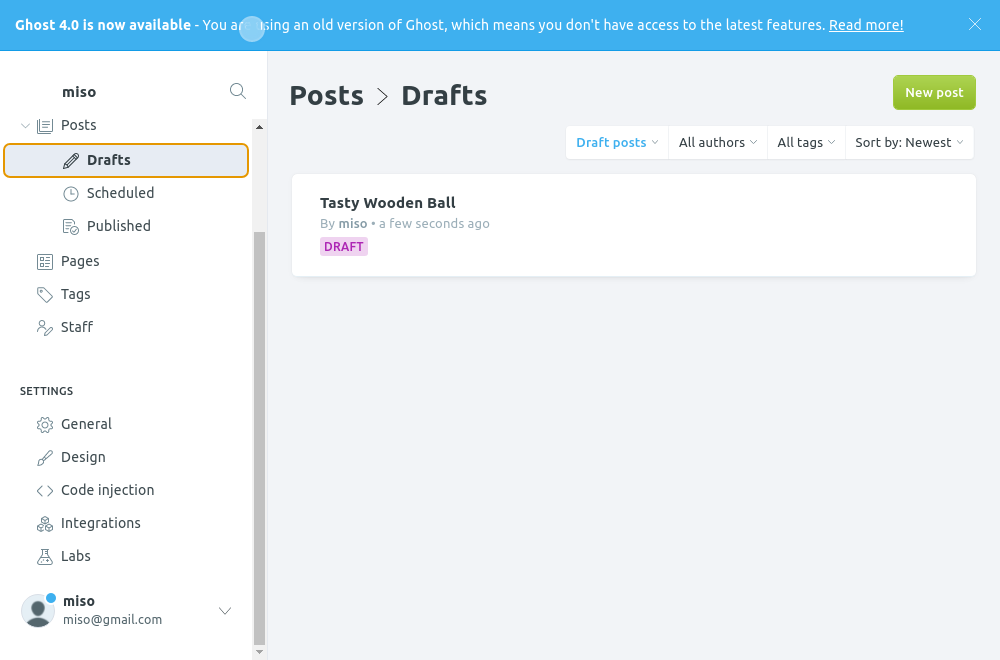 Ghost 4.0 is now available - You are using an old version of Ghost, which means you don't have access to the latest features. Read more!
miso
Posts
Drafts
Scheduled
Published
Pages
Tags
Staff
SETTINGS
General
Design
Code injection
Integrations
Labs
miso
miso@gmail.com
Posts > Drafts
New post
Draft posts
All authors
All tags
Sort by: Newest
Tasty Wooden Ball
By miso • a few seconds ago
DRAFT